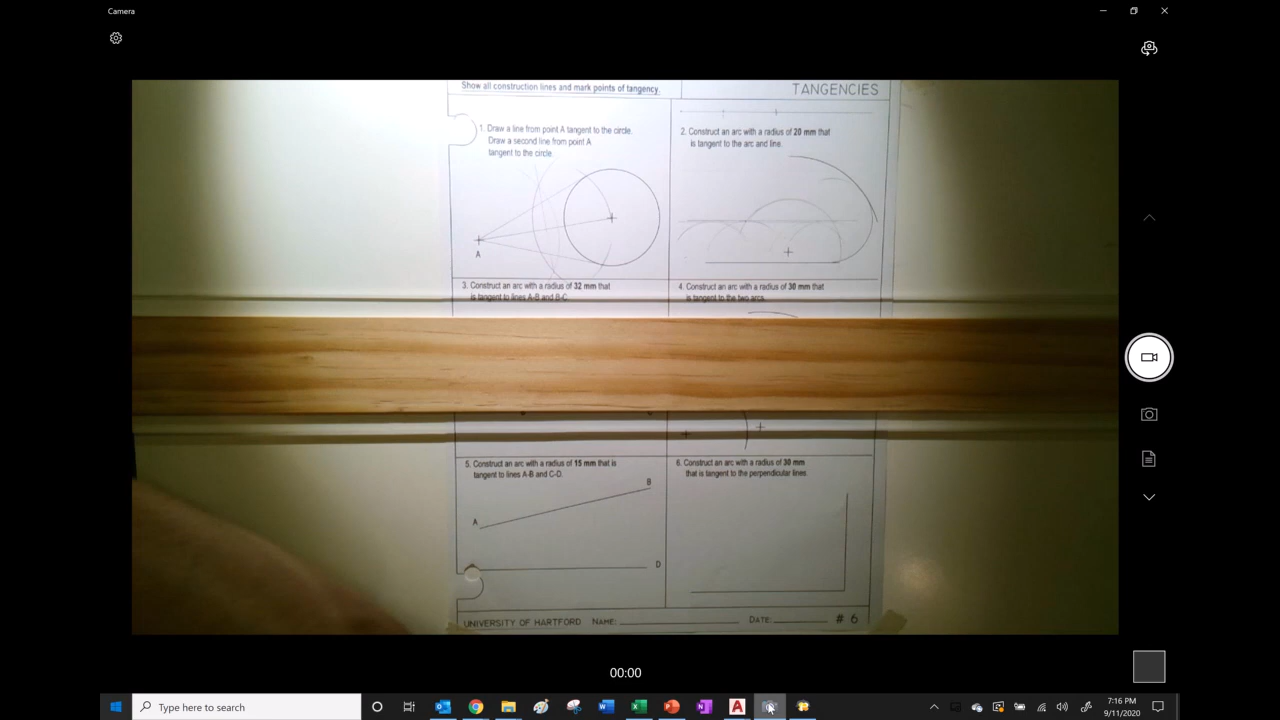 Camera
Show all construction lines and mark points of tangency.
TANGENCIES
1. Draw a line from point A tangent to the circle.
Draw a second line from point A
tangent to the circle.
A
2. Construct an arc with a radius of 20 mm that
is tangent to the arc and line.
3. Construct an arc with a radius of 32 mm that
is tangent to lines A-B and B-C.
4. Construct an arc with a radius of 30 mm that
is tangent to the two arcs.
5. Construct an arc with a radius of 15 mm that is
tangent to lines A-B and C-D.
B
A
D
6. Construct an arc with a radius of 30 mm
that is tangent to the perpendicular lines.
UNIVERSITY OF HARTFORD NAME: DATE: # 6
00:00
Type here to search
7:16 PM
9/11/2020